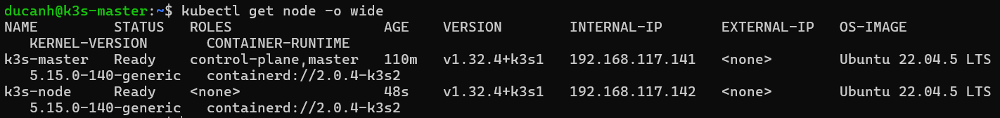 ducanh@k3s-master:~$ kubectl get node -o wide
NAME         STATUS   ROLES                  AGE    VERSION        INTERNAL-IP       EXTERNAL-IP   OS-IMAGE
   KERNEL-VERSION       CONTAINER-RUNTIME
k3s-master   Ready    control-plane,master   110m   v1.32.4+k3s1   192.168.117.141   <none>        Ubuntu 22.04.5 LTS
   5.15.0-140-generic   containerd://2.0.4-k3s2
k3s-node     Ready    <none>                 48s    v1.32.4+k3s1   192.168.117.142   <none>        Ubuntu 22.04.5 LTS
   5.15.0-140-generic   containerd://2.0.4-k3s2